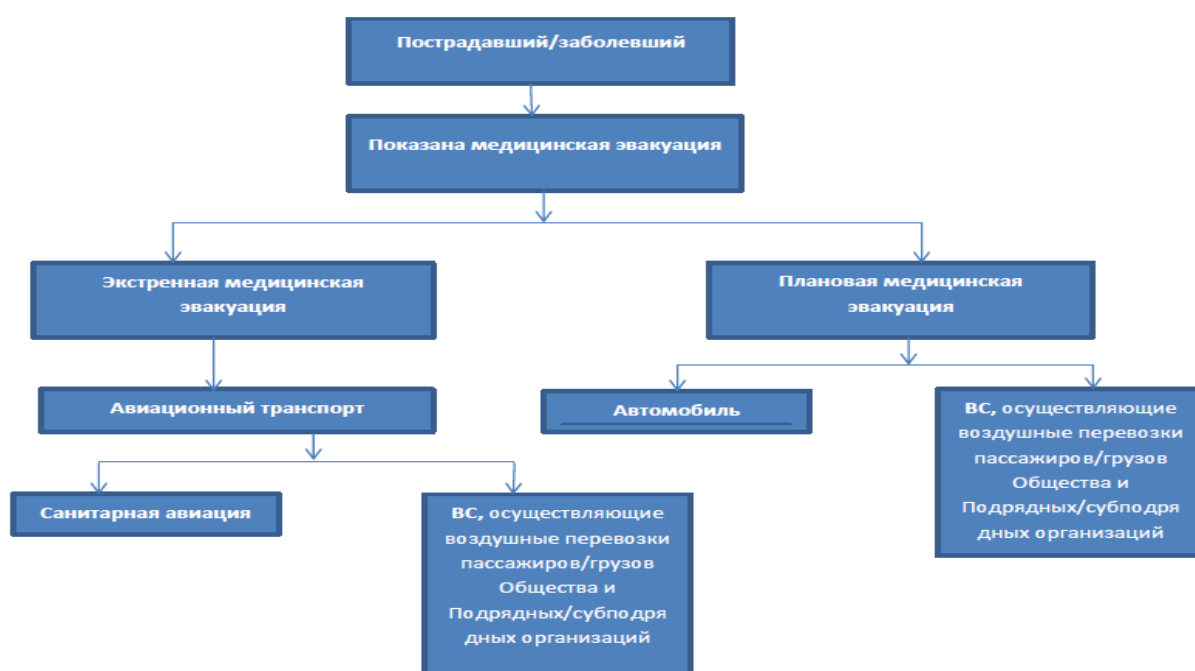 Пострадавший/заболевший
Показана медицинская эвакуация
Экстренная медицинская
эвакуация
Плановая медицинская
эвакуация
Авиационный транспорт
Автомобиль
ВС, осуществляющие
воздушные перевозки
пассажиров/грузов
Общества и
Подрядных/субподря
дных организаций
Санитарная авиация
ВС, осуществляющие
воздушные перевозки
пассажиров/грузов
Общества и
Подрядных/субподря
дных организаций